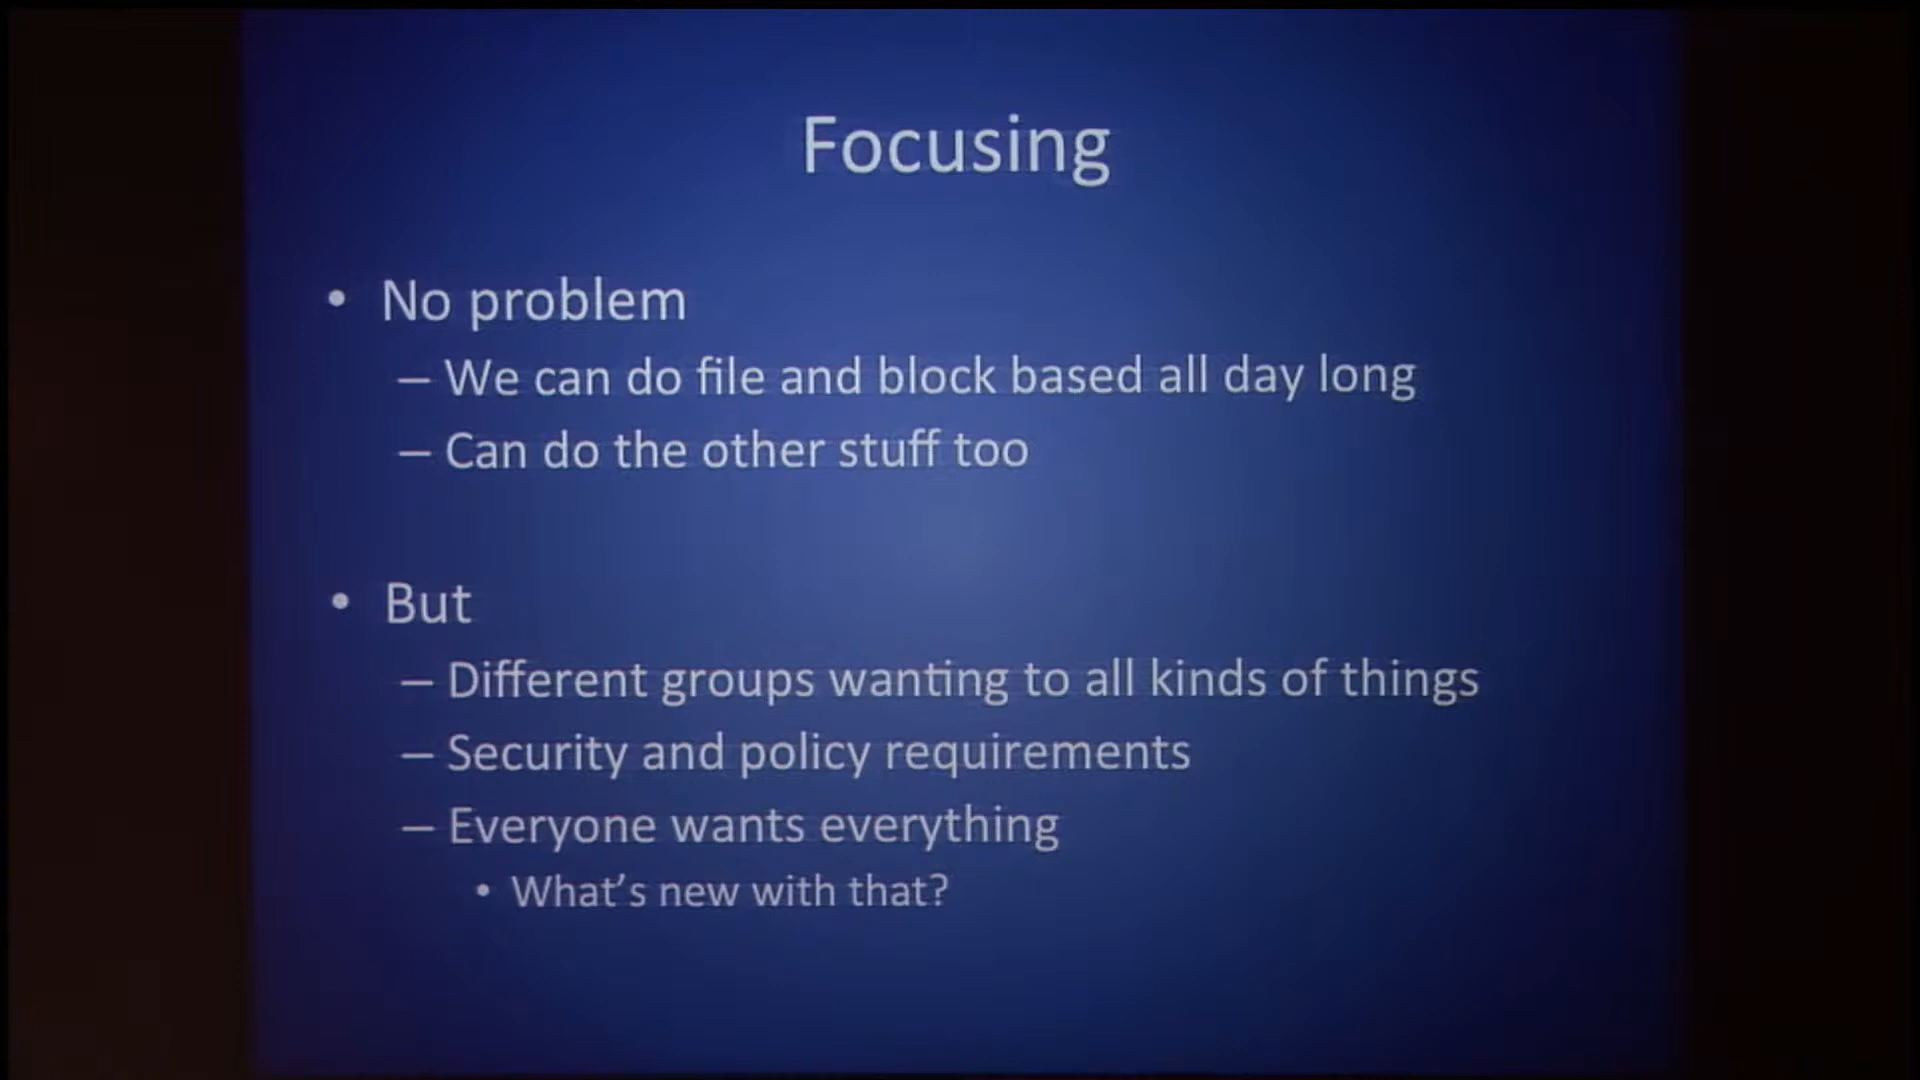 Focusing
• No problem
– We can do file and block based all day long
– Can do the other stuff too
• But
– Different groups wanting to all kinds of things
– Security and policy requirements
– Everyone wants everything
• What's new with that?